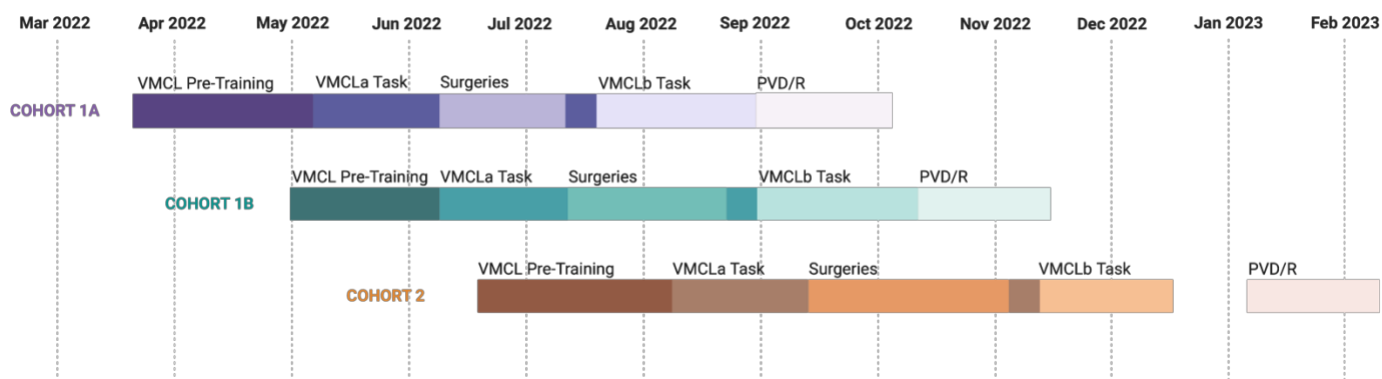 Mar 2022 Apr 2022 May 2022 Jun 2022 Jul 2022 Aug 2022 Sep 2022 Oct 2022 Nov 2022 Dec 2022 Jan 2023 Feb 2023
VMCL Pre-Training VMCLa Task Surgeries VMCLb Task PVD/R
COHORT 1A
VMCL Pre-Training VMCLa Task Surgeries VMCLb Task PVD/R
COHORT 1B
VMCL Pre-Training VMCLa Task Surgeries VMCLb Task PVD/R
COHORT 2